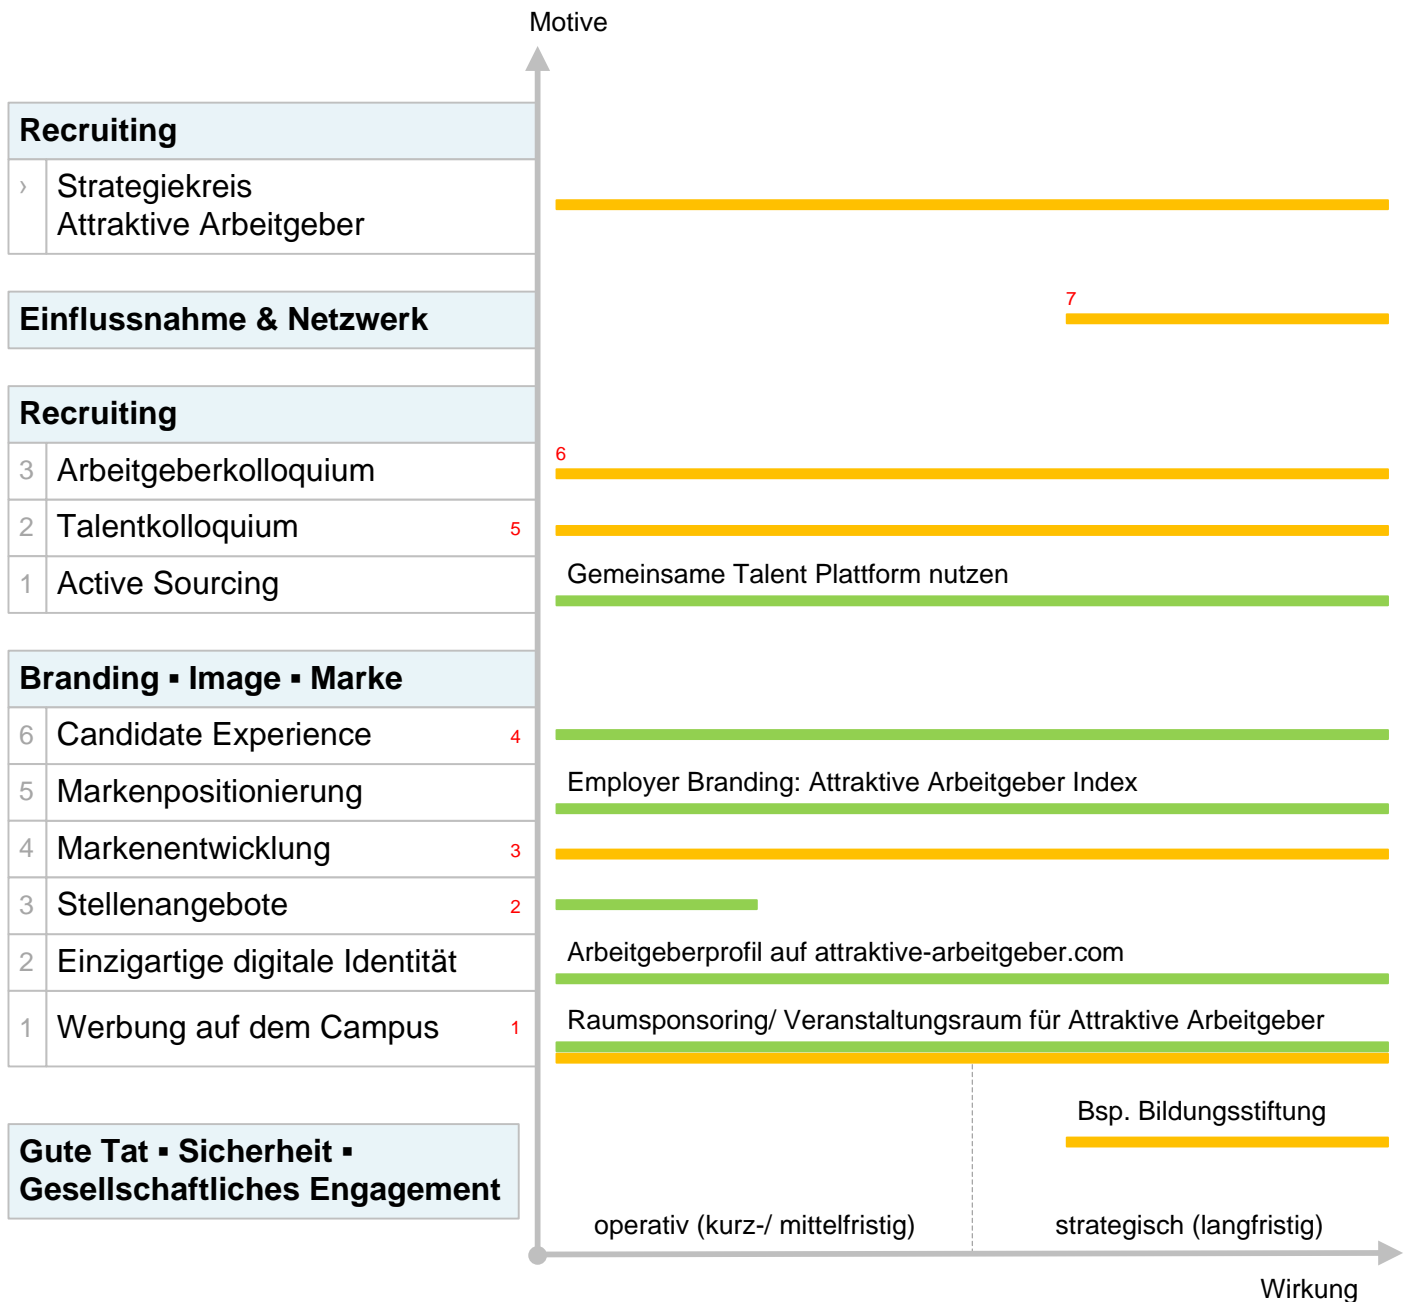 Motive
Recruiting
› Strategiekreis
Attraktive Arbeitgeber
7
Einflussnahme & Netzwerk
Recruiting
6
3 Arbeitgeberkolloquium
2 Talentkolloquium 5
1 Active Sourcing
Gemeinsame Talent Plattform nutzen
Branding ▪ Image ▪ Marke
6 Candidate Experience 4
5 Markenpositionierung
Employer Branding: Attraktive Arbeitgeber Index
4 Markenentwicklung 3
3 Stellenangebote 2
2 Einzigartige digitale Identität
Arbeitgeberprofil auf attraktive-arbeitgeber.com
1 Werbung auf dem Campus 1
Raumsponsoring/ Veranstaltungsraum für Attraktive Arbeitgeber
Bsp. Bildungsstiftung
Gute Tat ▪ Sicherheit ▪
Gesellschaftliches Engagement
operativ (kurz-/ mittelfristig)
strategisch (langfristig)
Wirkung